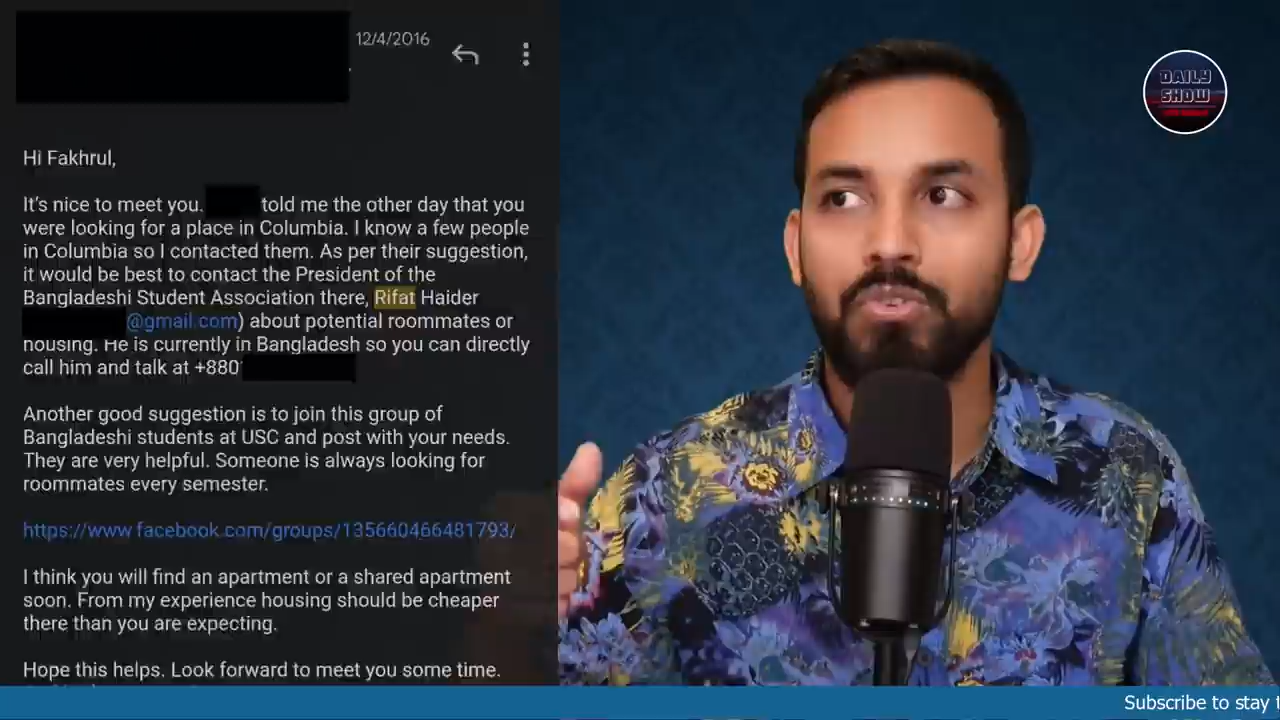 12/4/2016
Hi Fakhrul,
It's nice to meet you. told me the other day that you
were looking for a place in Columbia. I know a few people
in Columbia so I contacted them. As per their suggestion,
it would be best to contact the President of the
Bangladeshi Student Association there, Rifat Haider
@gmail.com) about potential roommates or
housing. He is currently in Bangladesh so you can directly
call him and talk at +880
Another good suggestion is to join this group of
Bangladeshi students at USC and post with your needs.
They are very helpful. Someone is always looking for
roommates every semester.
https://www.facebook.com/groups/135660466481793/
I think you will find an apartment or a shared apartment
soon. From my experience housing should be cheaper
there than you are expecting.
Hope this helps. Look forward to meet you some time.
DAILY
SHOW
Subscribe to stay